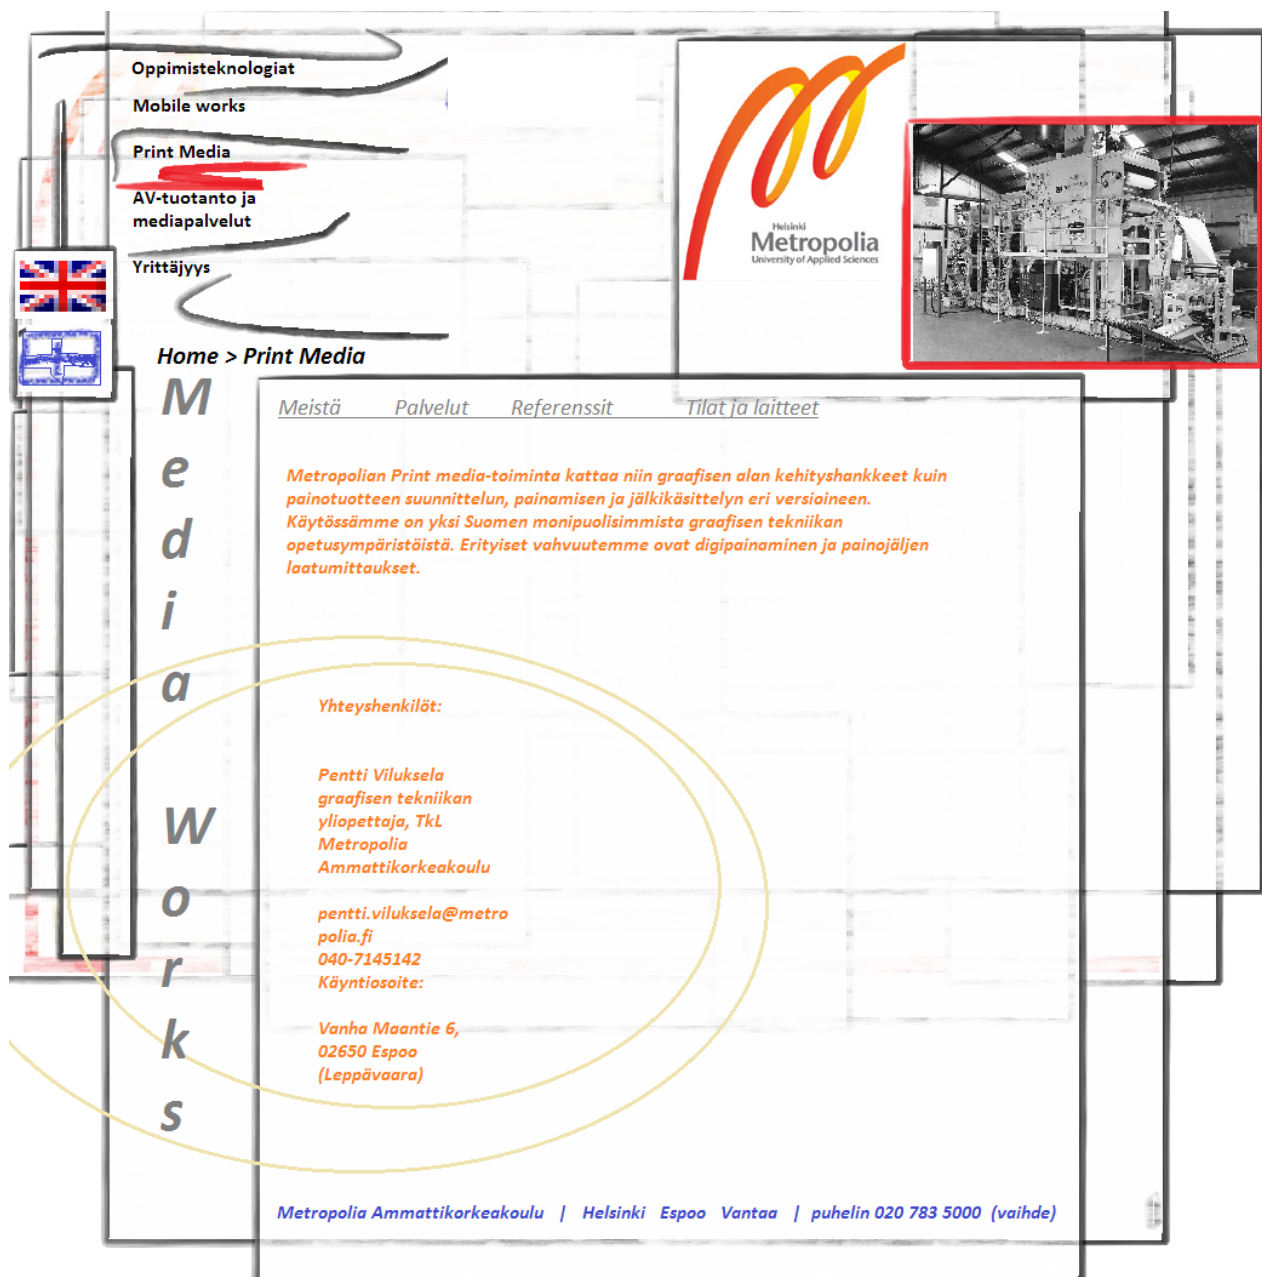 Oppimisteknologiat
Mobile works
Print Media
AV-tuotanto ja
mediapalvelut
Yrittäjyys
Helsinki
Metropolia
University of Applied Sciences
Home > Print Media
Media Works
Meistä Palvelut Referenssit Tilat ja laitteet
Metropolian Print media-toiminta kattaa niin graafisen alan kehityshankkeet kuin
painotuotteen suunnittelun, painamisen ja jälkikäsittelyn eri versioineen.
Käytössämme on yksi Suomen monipuolisimmista graafisen tekniikan
opetusympäristöistä. Erityiset vahvuutemme ovat digipainaminen ja painojäljen
laatumittaukset.
Yhteyshenkilöt:
Pentti Viluksela
graafisen tekniikan
yliopettaja, TkL
Metropolia
Ammattikorkeakoulu
pentti.viluksela@metro
polia.fi
040-7145142
Käyntiosoite:
Vanha Maantie 6,
02650 Espoo
(Leppävaara)
Metropolia Ammattikorkeakoulu | Helsinki Espoo Vantaa | puhelin 020 783 5000 (vaihde)